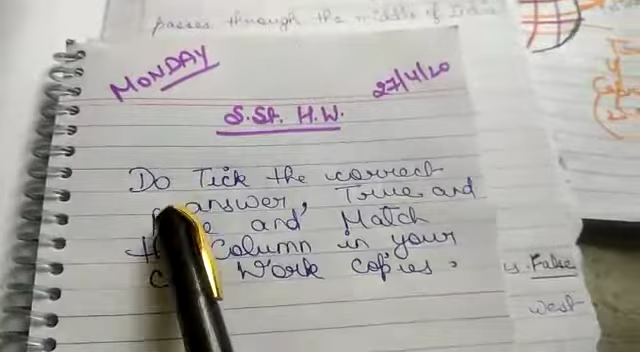 passes through the middle of India
MONDAY
27/4/20
S.St. H.W.
Do Tick the correct
answer, True and
and Match
Column in your
Work copies.
False
West